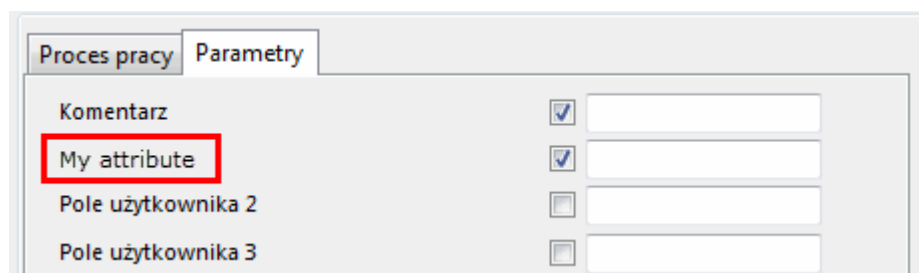 Proces pracy Parametry
Komentarz
My attribute
Pole użytkownika 2
Pole użytkownika 3